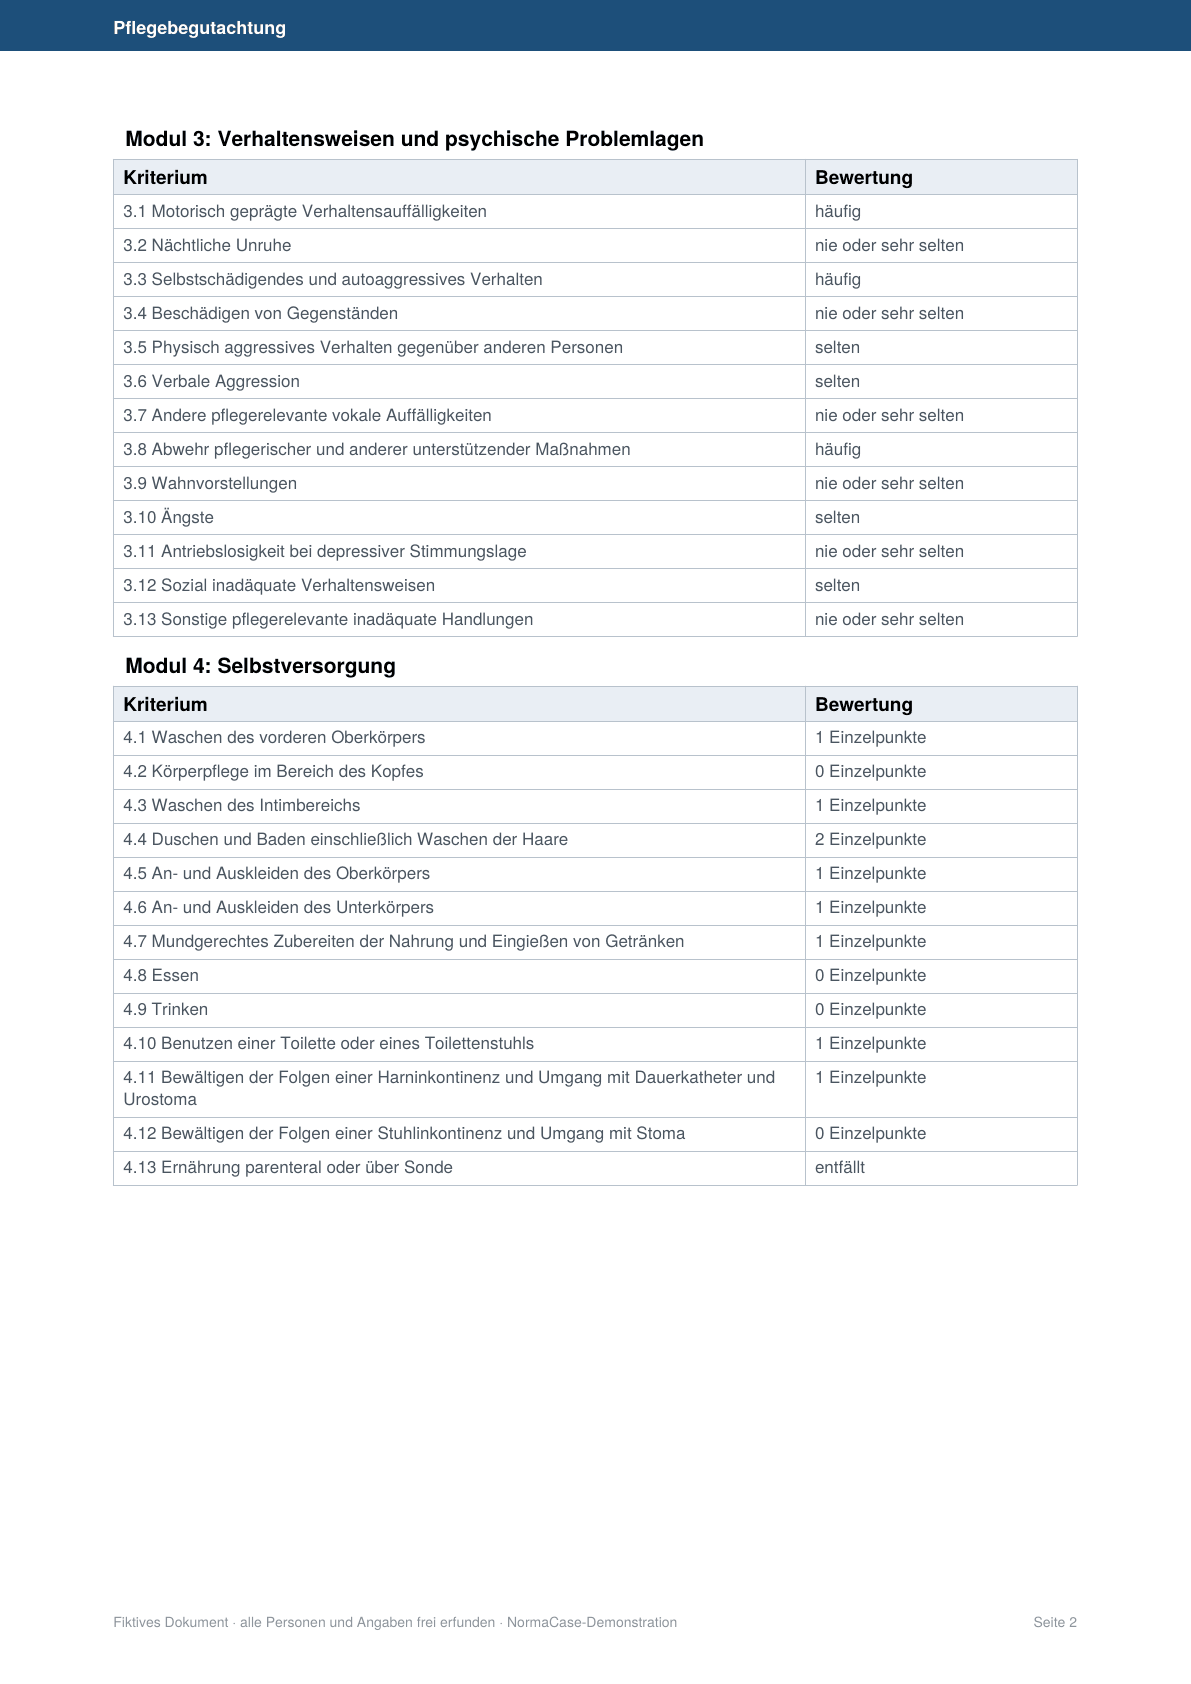 Pflegebegutachtung
Modul 3: Verhaltensweisen und psychische Problemlagen
Kriterium Bewertung
3.1 Motorisch geprägte Verhaltensauffälligkeiten häufig
3.2 Nächtliche Unruhe nie oder sehr selten
3.3 Selbstschädigendes und autoaggressives Verhalten häufig
3.4 Beschädigen von Gegenständen nie oder sehr selten
3.5 Physisch aggressives Verhalten gegenüber anderen Personen selten
3.6 Verbale Aggression selten
3.7 Andere pflegerelevante vokale Auffälligkeiten nie oder sehr selten
3.8 Abwehr pflegerischer und anderer unterstützender Maßnahmen häufig
3.9 Wahnvorstellungen nie oder sehr selten
3.10 Ängste selten
3.11 Antriebslosigkeit bei depressiver Stimmungslage nie oder sehr selten
3.12 Sozial inadäquate Verhaltensweisen selten
3.13 Sonstige pflegerelevante inadäquate Handlungen nie oder sehr selten
Modul 4: Selbstversorgung
Kriterium Bewertung
4.1 Waschen des vorderen Oberkörpers 1 Einzelpunkte
4.2 Körperpflege im Bereich des Kopfes 0 Einzelpunkte
4.3 Waschen des Intimbereichs 1 Einzelpunkte
4.4 Duschen und Baden einschließlich Waschen der Haare 2 Einzelpunkte
4.5 An- und Auskleiden des Oberkörpers 1 Einzelpunkte
4.6 An- und Auskleiden des Unterkörpers 1 Einzelpunkte
4.7 Mundgerechtes Zubereiten der Nahrung und Eingießen von Getränken 1 Einzelpunkte
4.8 Essen 0 Einzelpunkte
4.9 Trinken 0 Einzelpunkte
4.10 Benutzen einer Toilette oder eines Toilettenstuhls 1 Einzelpunkte
4.11 Bewältigen der Folgen einer Harninkontinenz und Umgang mit Dauerkatheter und 1 Einzelpunkte
Urostoma
4.12 Bewältigen der Folgen einer Stuhlinkontinenz und Umgang mit Stoma 0 Einzelpunkte
4.13 Ernährung parenteral oder über Sonde entfällt
Fiktives Dokument · alle Personen und Angaben frei erfunden · NormaCase-Demonstration Seite 2